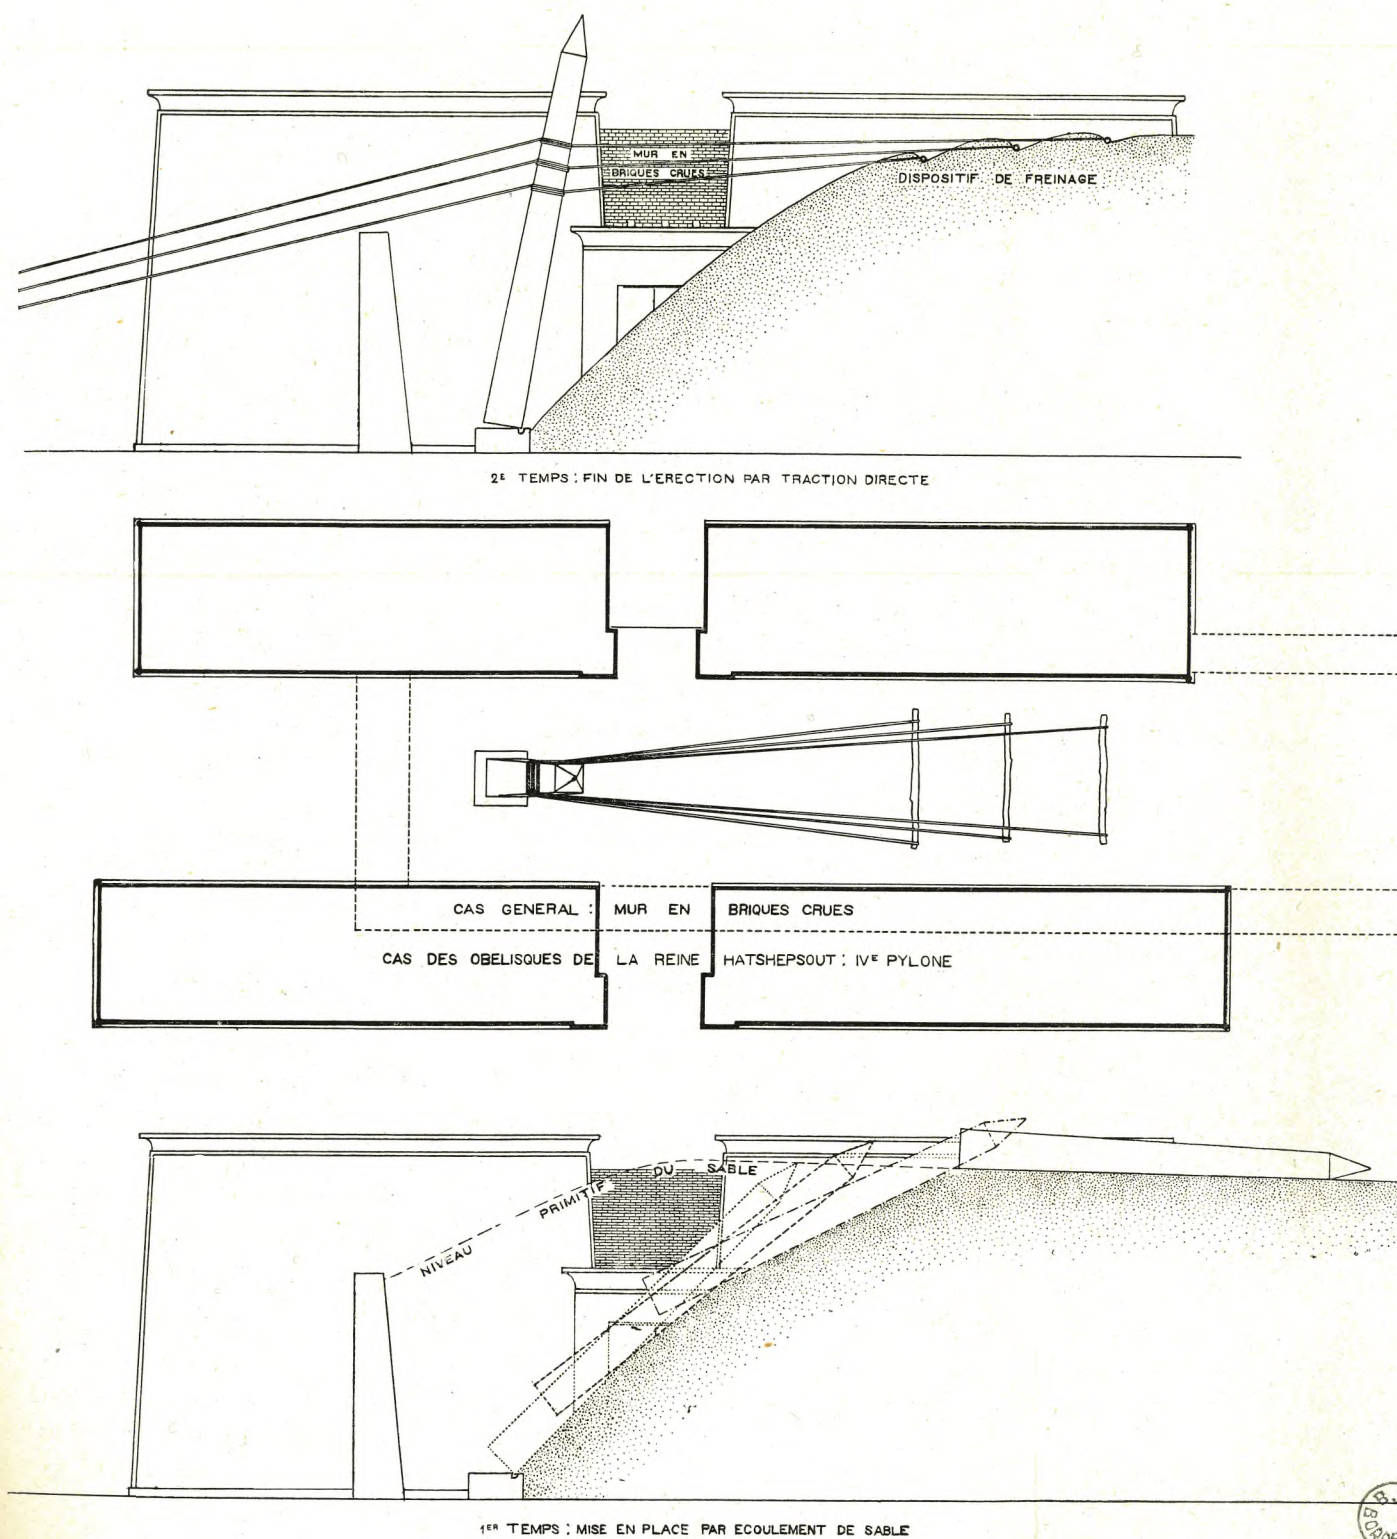 MUR EN
BRIQUES CRUES
DISPOSITIF DE FREINAGE
2E TEMPS : FIN DE L'ERECTION PAR TRACTION DIRECTE
CAS GENERAL : MUR EN BRIQUES CRUES
CAS DES OBELISQUES DE LA REINE HATSHEPSOUT : IVE PYLONE
NIVEAU PRIMITIF DU SABLE
1ER TEMPS : MISE EN PLACE PAR ECOULEMENT DE SABLE